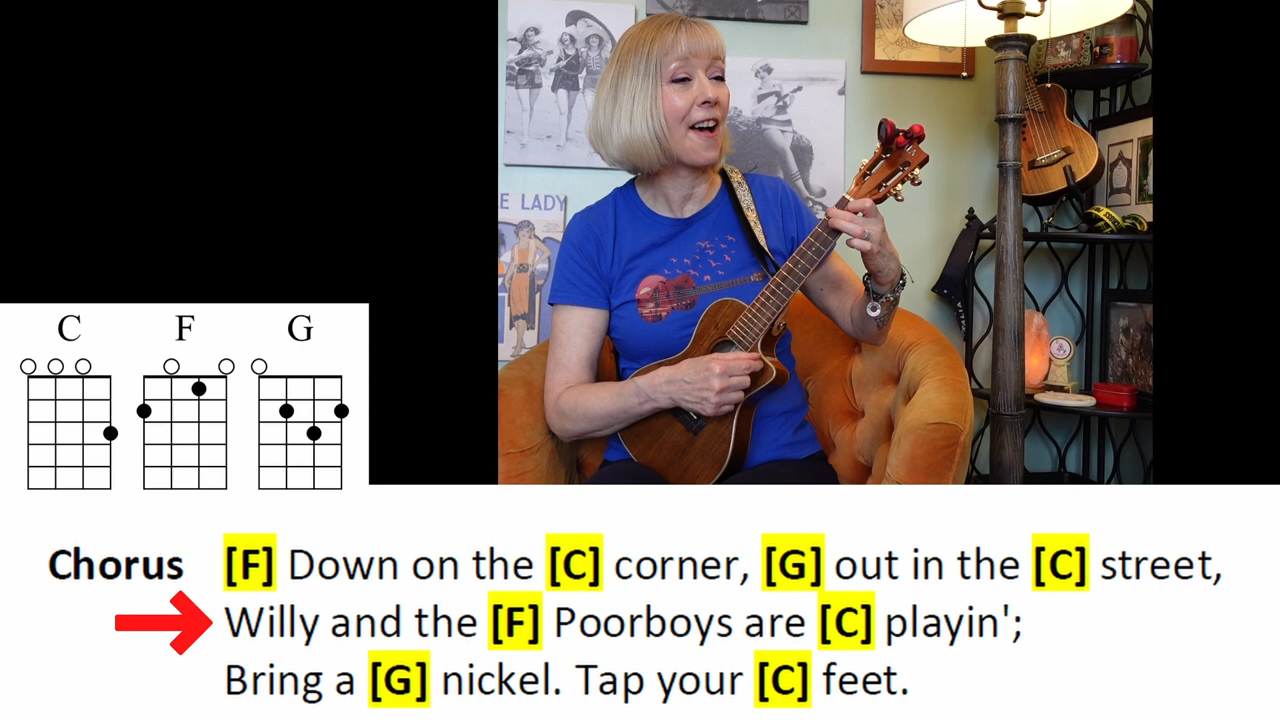 E LADY
C F G
Chorus [F] Down on the [C] corner, [G] out in the [C] street,
Willy and the [F] Poorboys are [C] playin';
Bring a [G] nickel. Tap your [C] feet.